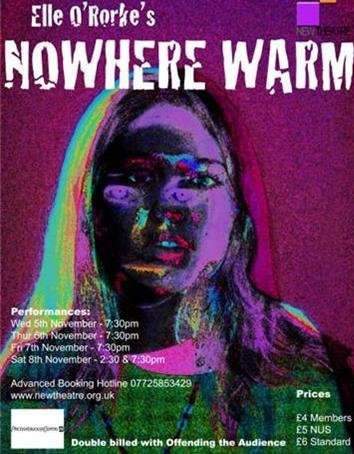 Elle O'Rorke's
NEW THEATRE
NOWHERE WARM
Performances:
Wed 5th November - 7:30pm
Thur 6th November - 7:30pm
Fri 7th November - 7:30pm
Sat 8th November - 2:30 & 7:30pm
Advanced Booking Hotline 07725853429
www.newtheatre.org.uk
Prices
£4 Members
£5 NUS
£6 Standard
Double billed with Offending the Audience